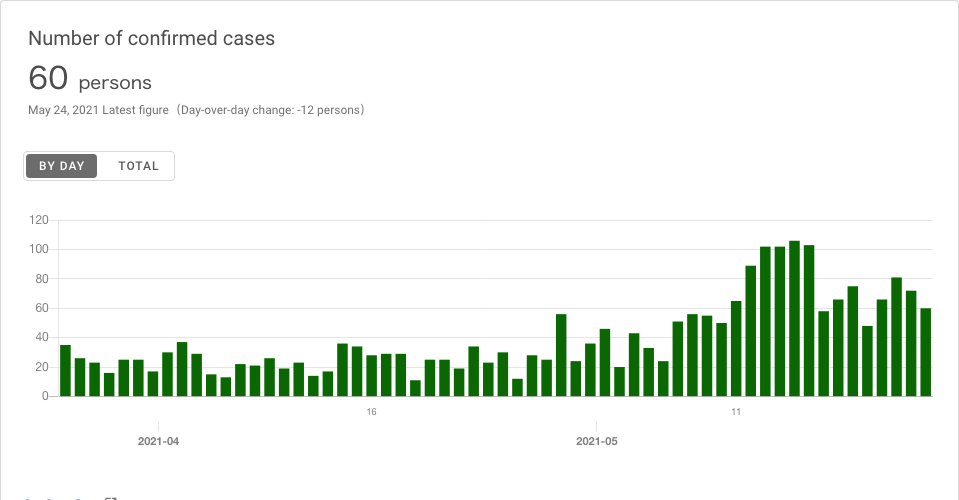 Number of confirmed cases
60 persons
May 24, 2021 Latest figure（Day-over-day change: -12 persons）
BY DAY TOTAL
120
100
80
60
40
20
0
16 11
2021-04 2021-05